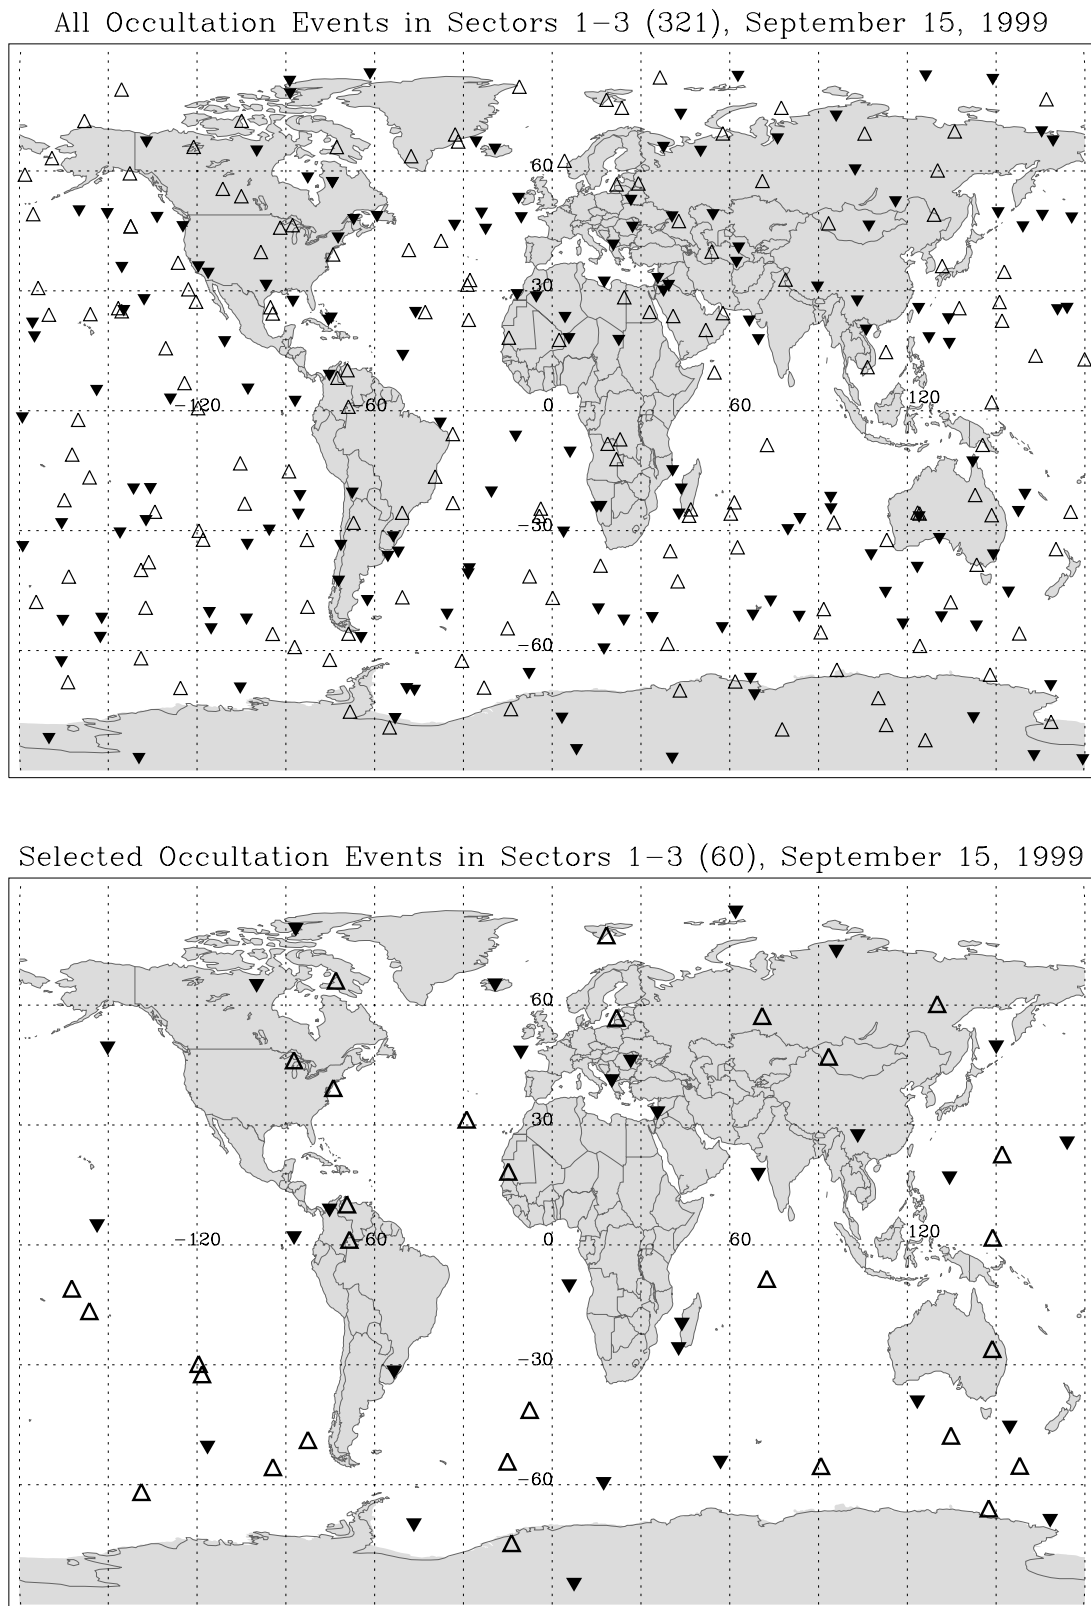 All Occultation Events in Sectors 1-3 (321), September 15, 1999
60
30
-120 -60 0 60 120
-30
-60
Selected Occultation Events in Sectors 1-3 (60), September 15, 1999
60
30
-120 -60 0 60 120
-30
-60